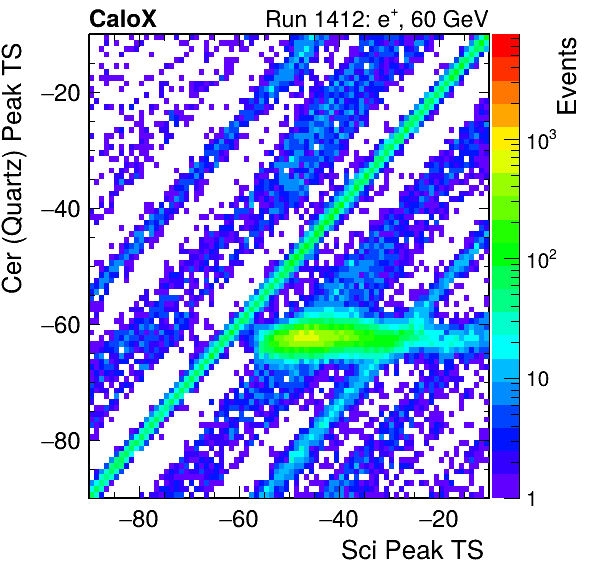 CaloX Run 1412: e⁺, 60 GeV
Cer (Quartz) Peak TS
−20
−40
−60
−80
−80 −60 −40 −20
Sci Peak TS
Events
10³
10²
10
1